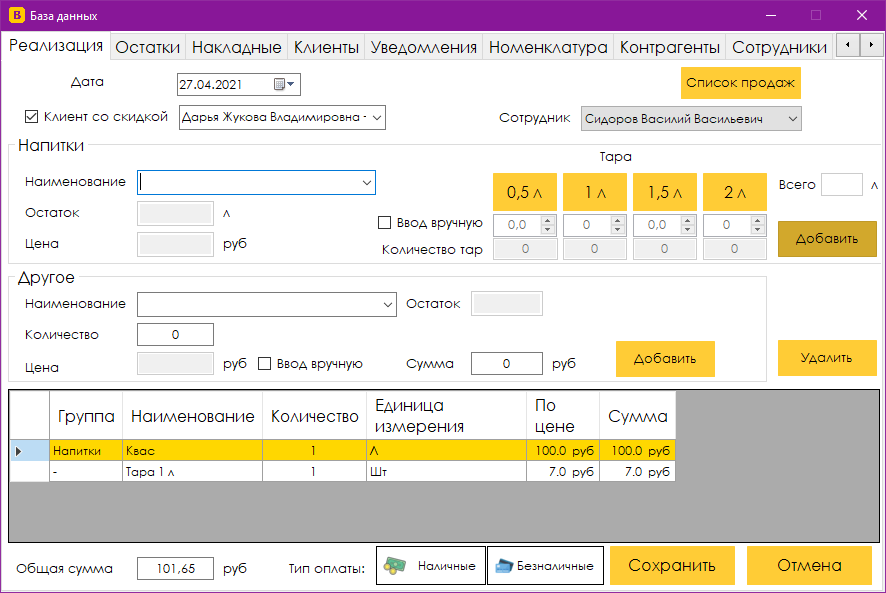 B База данных
Реализация Остатки Накладные Клиенты Уведомления Номенклатура Контрагенты Сотрудники
Дата 27.04.2021 Список продаж
Клиент со скидкой Дарья Жукова Владимировна - Сотрудник Сидоров Василий Васильевич
Напитки
Тара
Наименование 0,5 л 1 л 1,5 л 2 л Всего л
Остаток л
Ввод вручную 0,0 0 0,0 0
Цена руб Добавить
Количество тар 0 0 0 0
Другое
Наименование Остаток
Количество 0
Цена руб Ввод вручную Сумма 0 руб Добавить Удалить
Группа Наименование Количество Единица измерения По цене Сумма
Напитки Квас 1 Л 100.0 руб 100.0 руб
- Тара 1 л 1 Шт 7.0 руб 7.0 руб
Общая сумма 101,65 руб Тип оплаты: Наличные Безналичные Сохранить Отмена